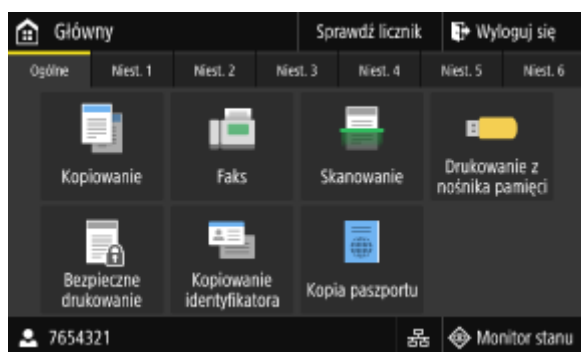 Główny Sprawdź licznik Wyloguj się
Ogólne Niest. 1 Niest. 2 Niest. 3 Niest. 4 Niest. 5 Niest. 6
Kopiowanie
Faks
Skanowanie
Drukowanie z
nośnika pamięci
Bezpieczne
drukowanie
Kopiowanie
identyfikatora
Kopia paszportu
7654321 Monitor stanu